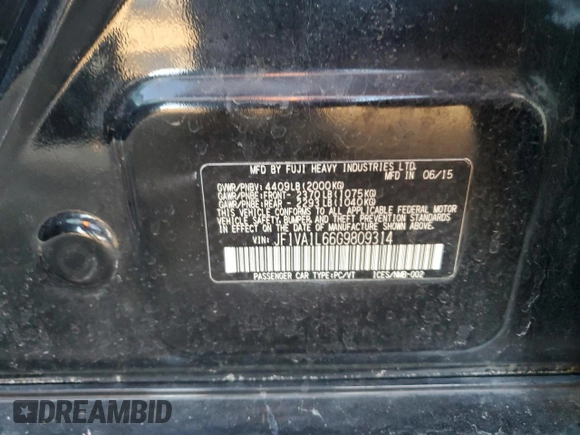 MFD BY FUJI HEAVY INDUSTRIES LTD.
MFD IN 06/15
GVWR/PNBV: 4409LB(2000KG)
GAWR/PNBE: FRONT- 2370LB(1075KG)
GAWR/PNBE: REAR - 2293LB(1040KG)
THIS VEHICLE CONFORMS TO ALL APPLICABLE FEDERAL MOTOR
VEHICLE SAFETY, BUMPER, AND THEFT PREVENTION STANDARDS
IN EFFECT ON THE DATE OF MANUFACTURE SHOWN ABOVE.
VIN: JF1VA1L66G9809314
PASSENGER CAR TYPE:PC/VT ICES/NMB-002
DREAMBID